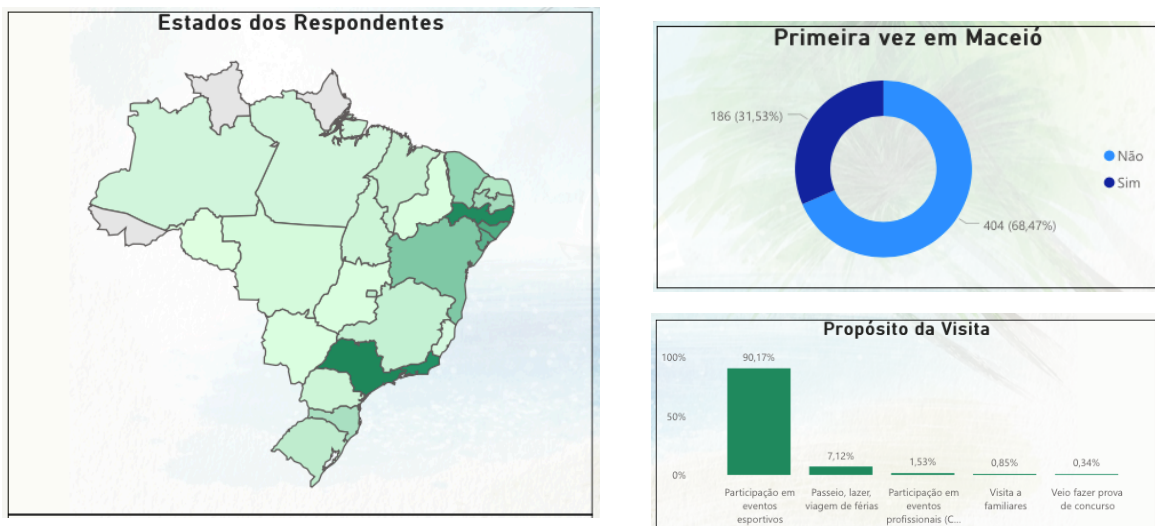 Estados dos Respondentes
Primeira vez em Maceió
186 (31,53%)
Não
Sim
404 (68,47%)
Propósito da Visita
100%
50%
0%
90,17%
7,12%
1,53%
0,85%
0,34%
Participação em
eventos
esportivos
Passeio, lazer,
viagem de férias
Participação em
eventos
profissionais (C...
Visita a
familiares
Veio fazer prova
de concurso